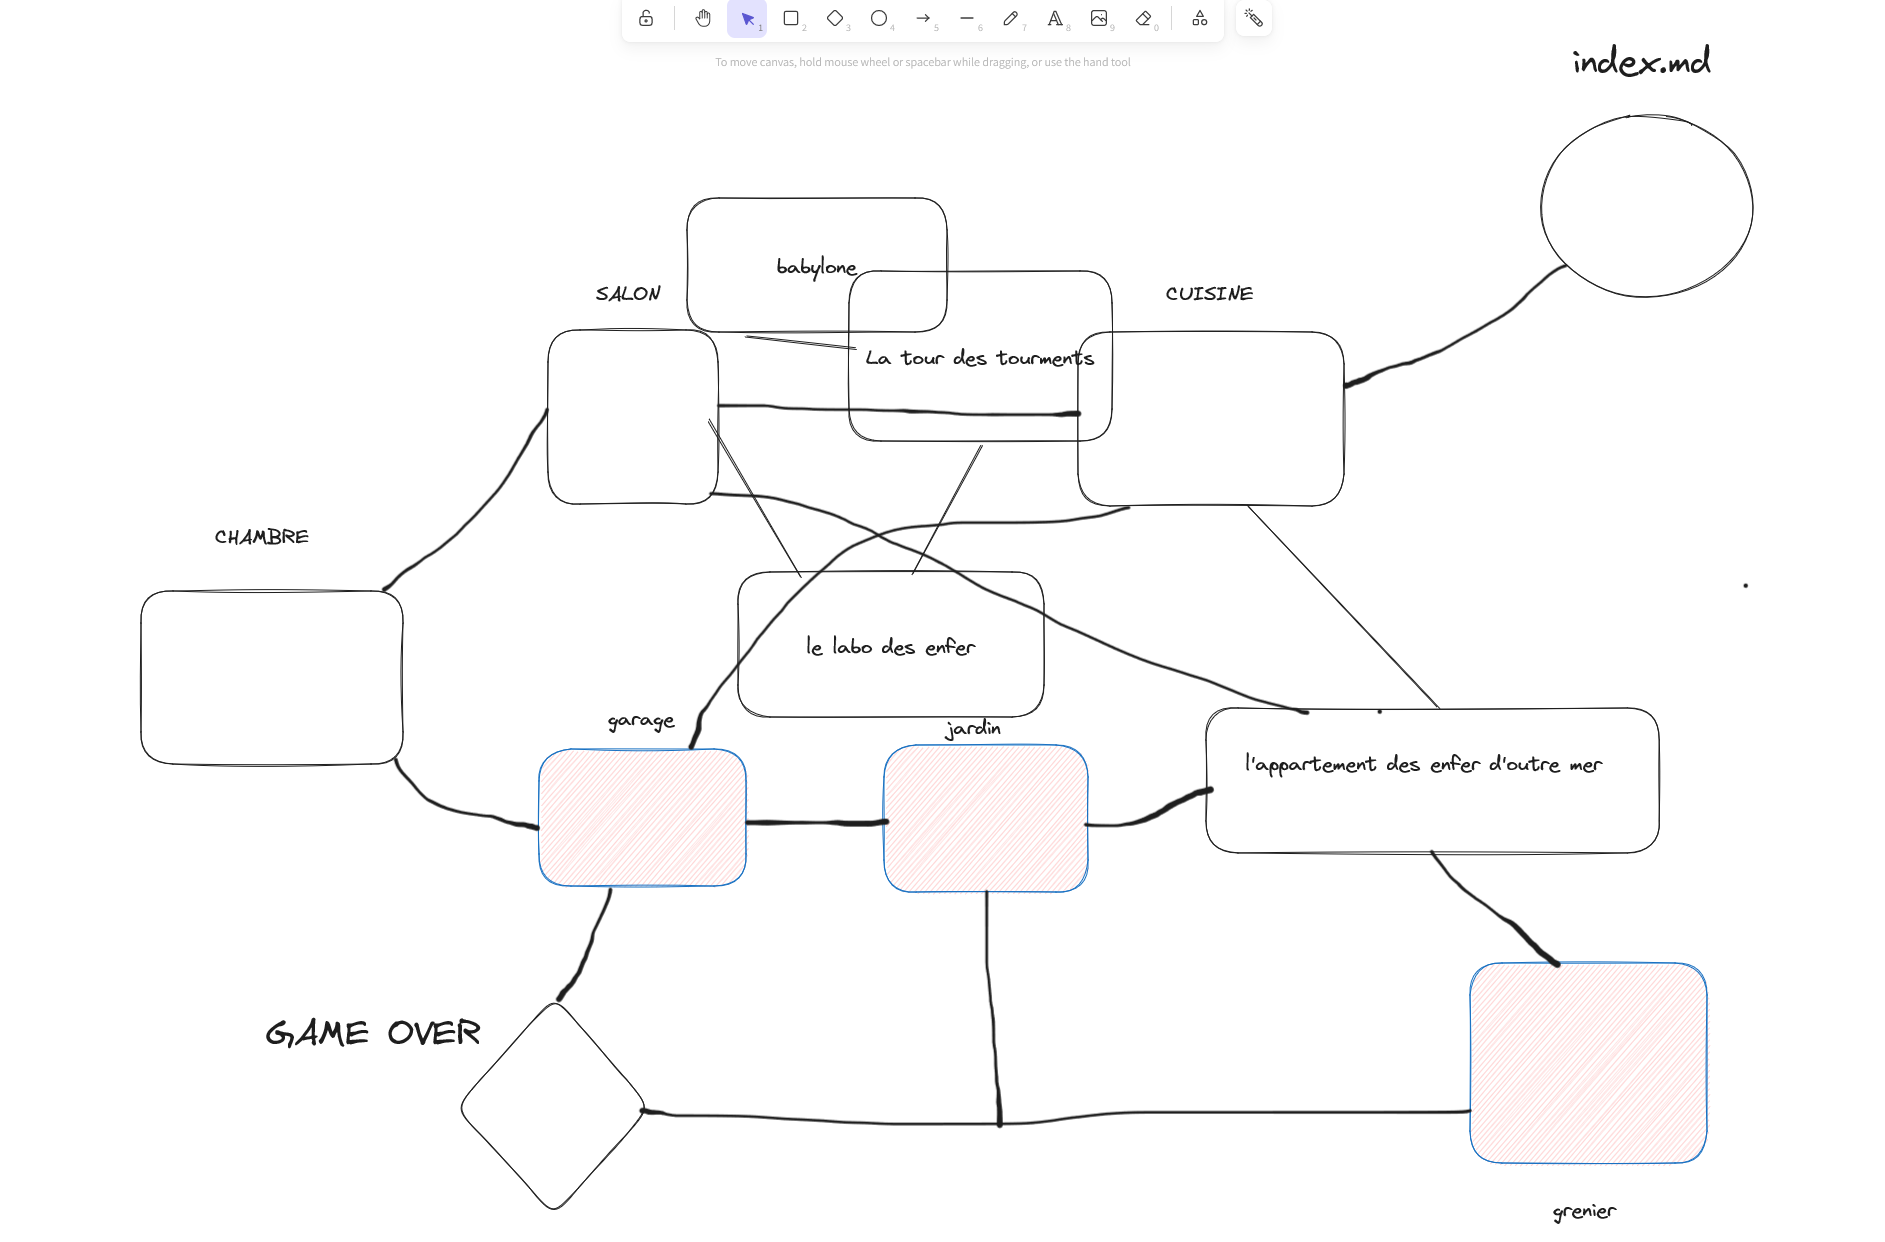 1
2
3
4
5
6
7
8
9
0
To move canvas, hold mouse wheel or spacebar while dragging, or use the hand tool
index.md
babylone
SALON
CUISINE
La tour des tourments
CHAMBRE
le labo des enfer
garage
jardin
l'appartement des enfer d'outre mer
GAME OVER
grenier